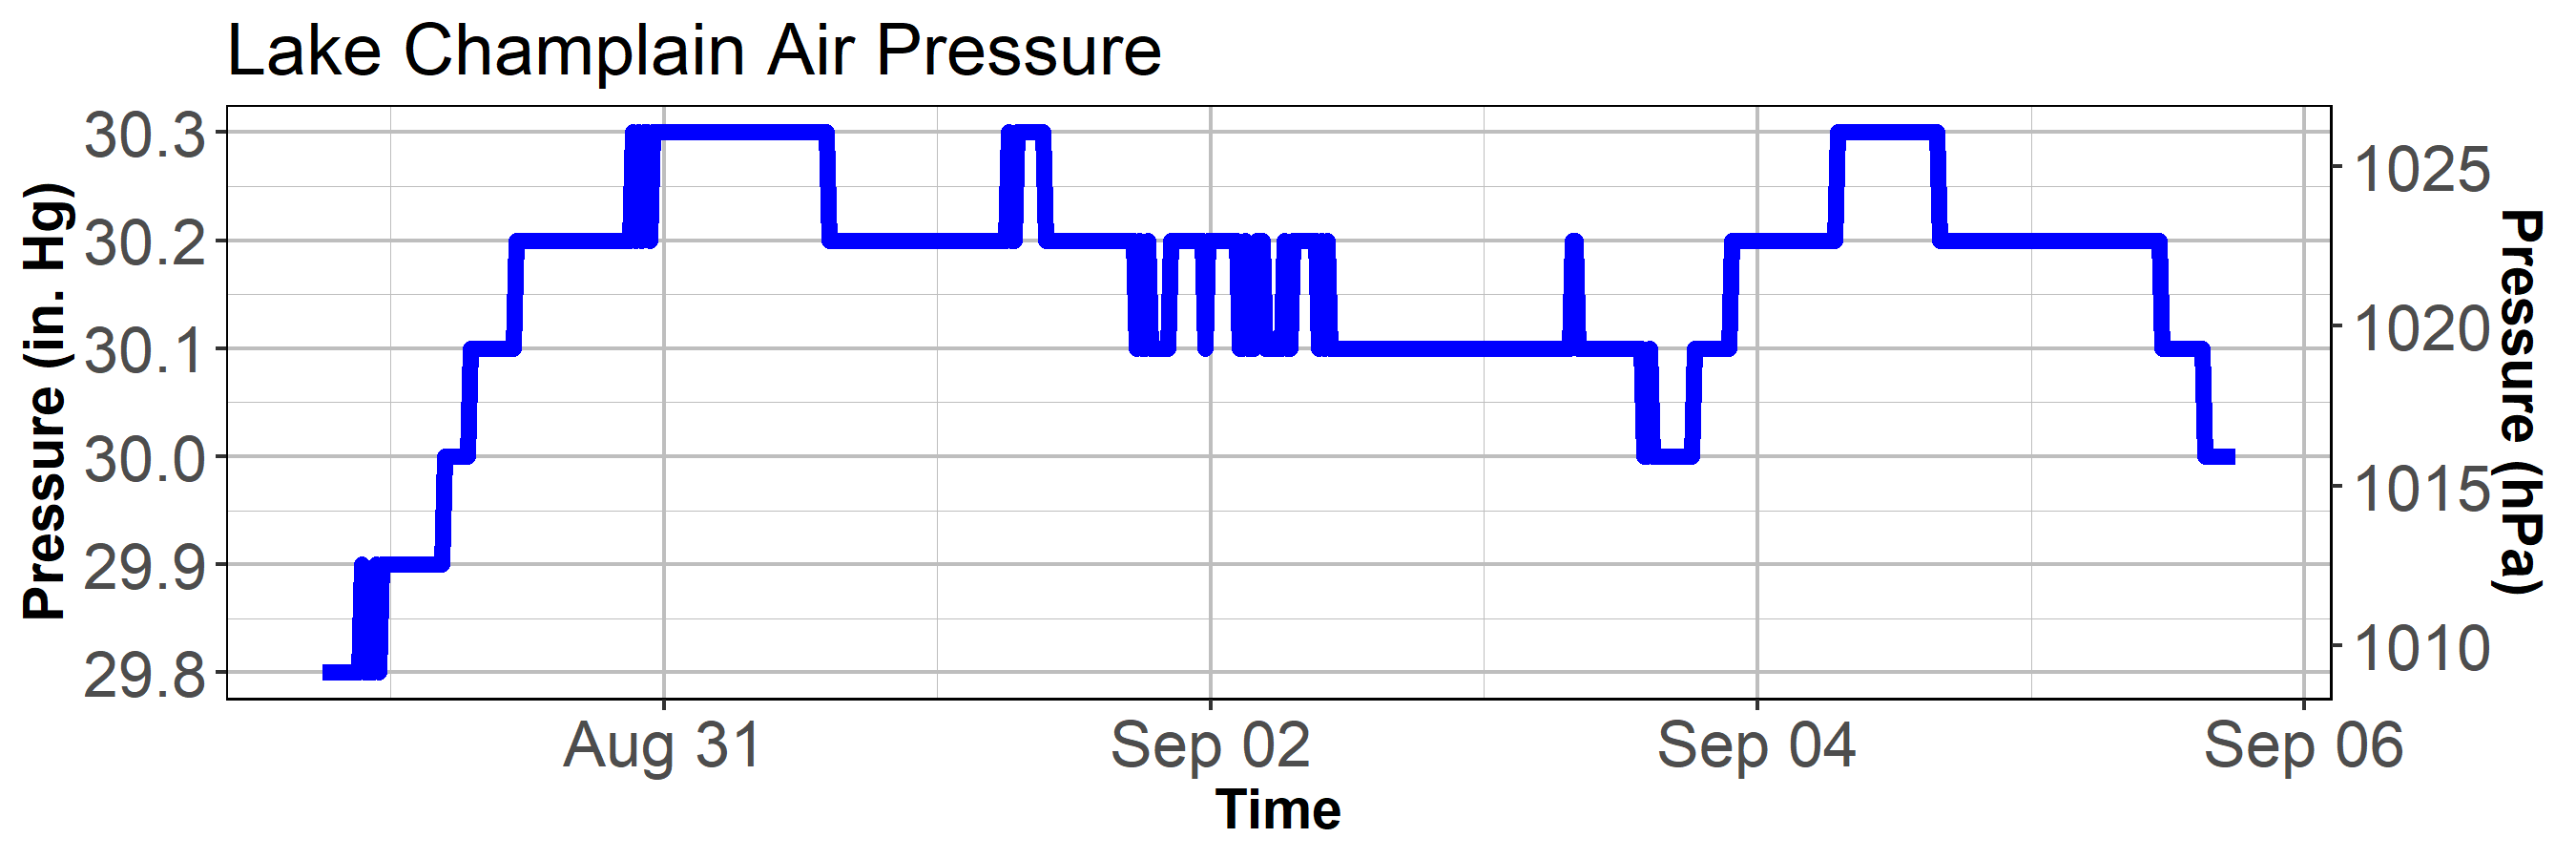 Lake Champlain Air Pressure
Pressure (in. Hg)
30.3
30.2
30.1
30.0
29.9
29.8
1025
1020
1015
1010
Pressure (hPa)
Aug 31
Sep 02
Sep 04
Sep 06
Time